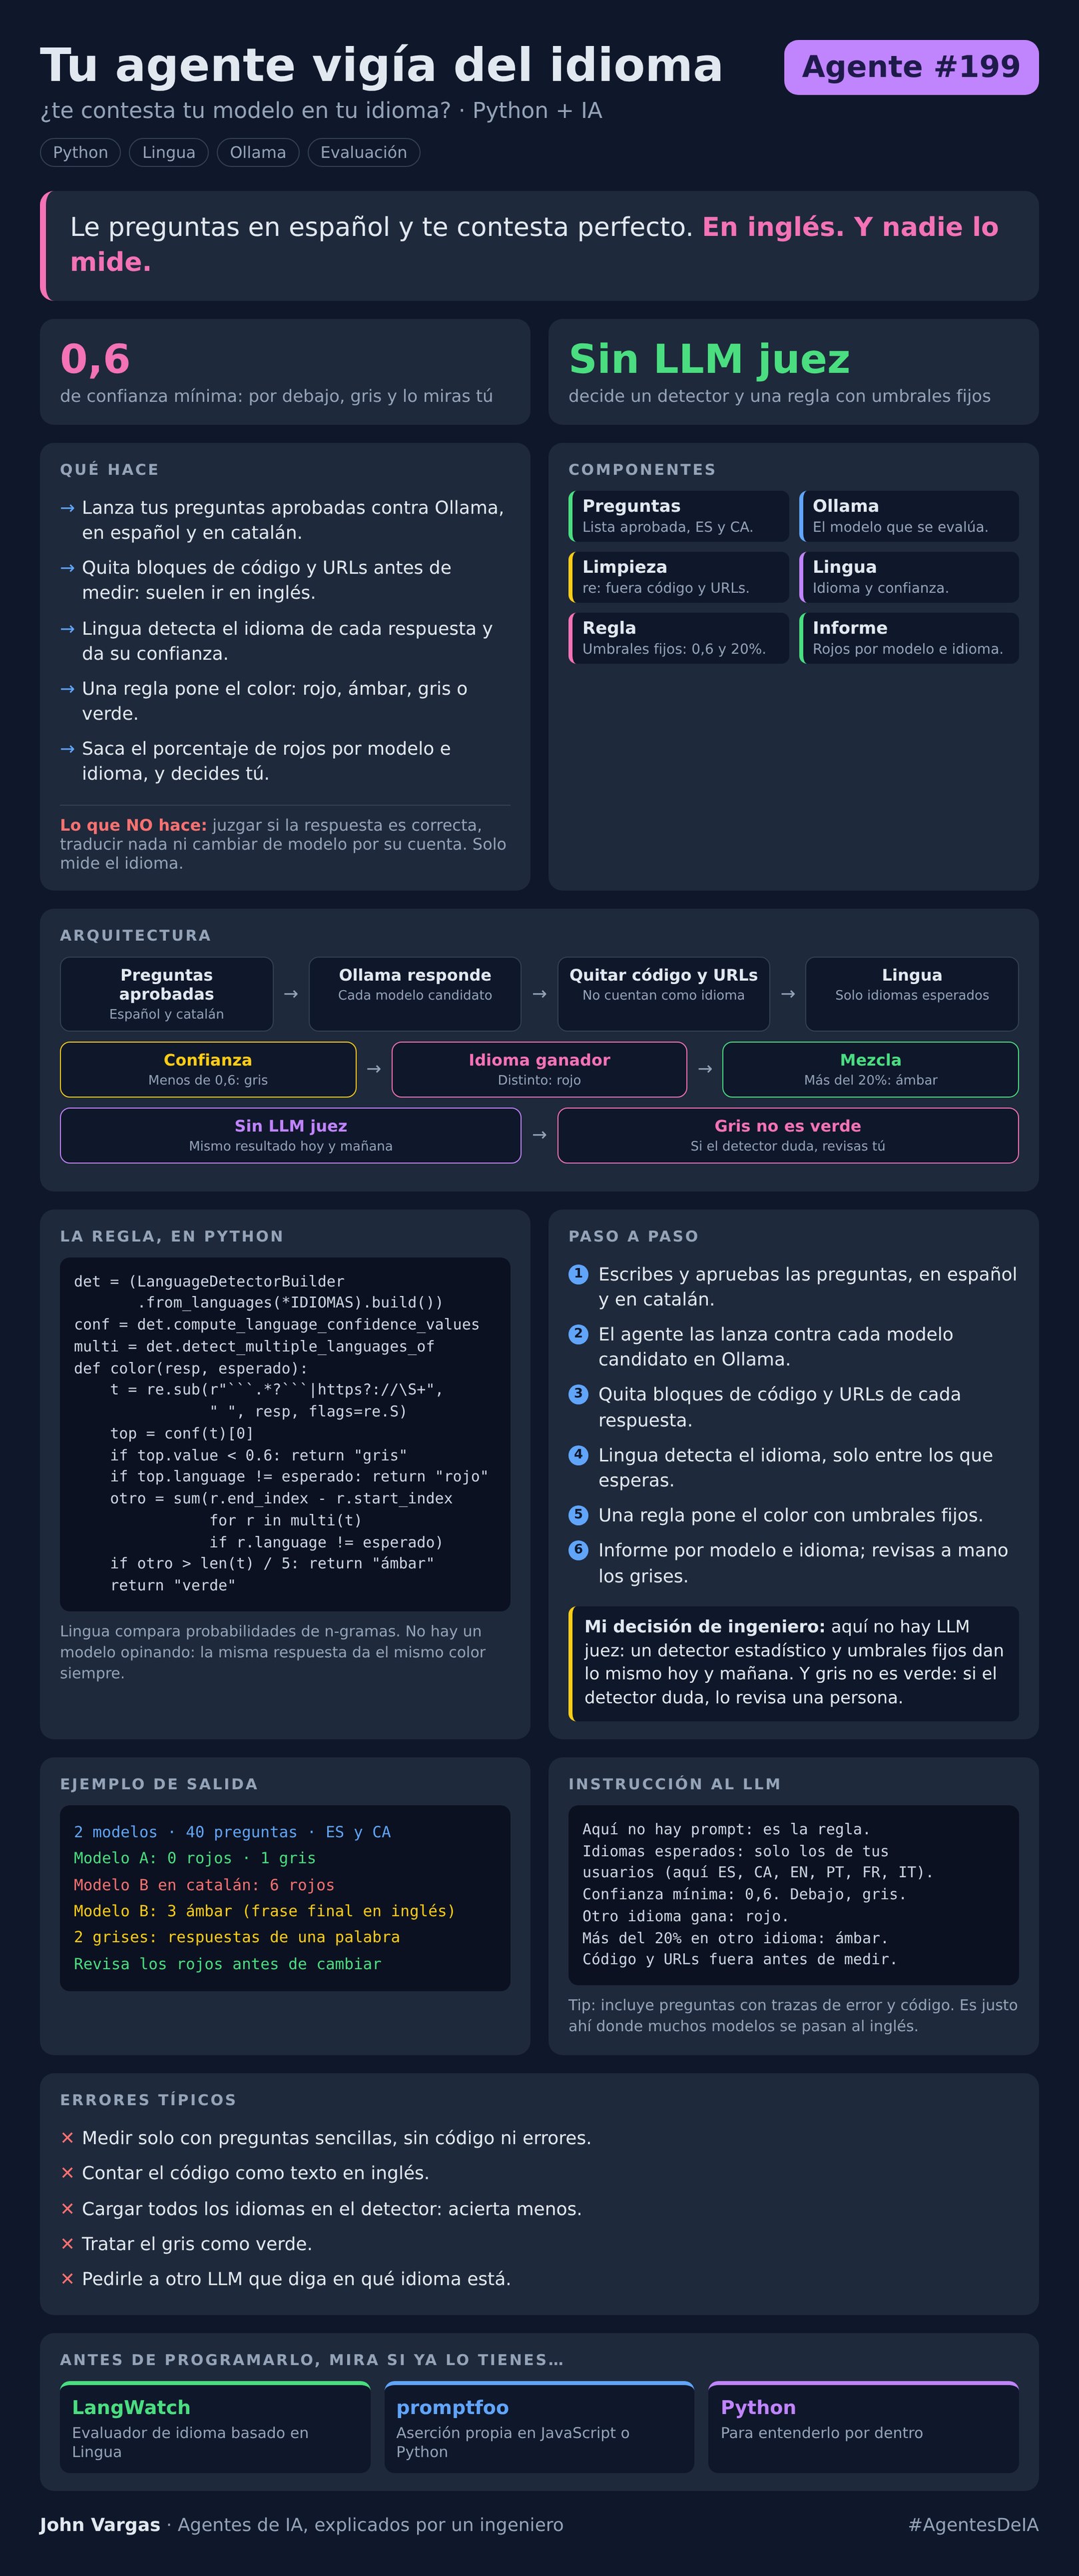 Tu agente vigía del idioma
Agente #199
¿te contesta tu modelo en tu idioma? · Python + IA
Python
Lingua
Ollama
Evaluación
Le preguntas en español y te contesta perfecto. En inglés. Y nadie lo
mide.
0,6
de confianza mínima: por debajo, gris y lo miras tú
Sin LLM juez
decide un detector y una regla con umbrales fijos
QUÉ HACE
→ Lanza tus preguntas aprobadas contra Ollama,
en español y en catalán.
→ Quita bloques de código y URLs antes de
medir: suelen ir en inglés.
→ Lingua detecta el idioma de cada respuesta y
da su confianza.
→ Una regla pone el color: rojo, ámbar, gris o
verde.
→ Saca el porcentaje de rojos por modelo e
idioma, y decides tú.
Lo que NO hace: juzgar si la respuesta es correcta,
traducir nada ni cambiar de modelo por su cuenta. Solo
mide el idioma.
COMPONENTES
Preguntas
Lista aprobada, ES y CA.
Ollama
El modelo que se evalúa.
Limpieza
re: fuera código y URLs.
Lingua
Idioma y confianza.
Regla
Umbrales fijos: 0,6 y 20%.
Informe
Rojos por modelo e idioma.
ARQUITECTURA
Preguntas
aprobadas
Español y catalán
→
Ollama responde
Cada modelo candidato
→
Quitar código y URLs
No cuentan como idioma
→
Lingua
Solo idiomas esperados
Confianza
Menos de 0,6: gris
→
Idioma ganador
Distinto: rojo
→
Mezcla
Más del 20%: ámbar
Sin LLM juez
Mismo resultado hoy y mañana
→
Gris no es verde
Si el detector duda, revisas tú
LA REGLA, EN PYTHON
det = (LanguageDetectorBuilder
       .from_languages(*IDIOMAS).build())
conf = det.compute_language_confidence_values
multi = det.detect_multiple_languages_of
def color(resp, esperado):
    t = re.sub(r"```.*?```|https?://\S+",
               " ", resp, flags=re.S)
    top = conf(t)[0]
    if top.value < 0.6: return "gris"
    if top.language != esperado: return "rojo"
    otro = sum(r.end_index - r.start_index
               for r in multi(t)
               if r.language != esperado)
    if otro > len(t) / 5: return "ámbar"
    return "verde"
Lingua compara probabilidades de n-gramas. No hay un
modelo opinando: la misma respuesta da el mismo color
siempre.
PASO A PASO
1 Escribes y apruebas las preguntas, en español
y en catalán.
2 El agente las lanza contra cada modelo
candidato en Ollama.
3 Quita bloques de código y URLs de cada
respuesta.
4 Lingua detecta el idioma, solo entre los que
esperas.
5 Una regla pone el color con umbrales fijos.
6 Informe por modelo e idioma; revisas a mano
los grises.
Mi decisión de ingeniero: aquí no hay LLM
juez: un detector estadístico y umbrales fijos dan
lo mismo hoy y mañana. Y gris no es verde: si el
detector duda, lo revisa una persona.
EJEMPLO DE SALIDA
2 modelos · 40 preguntas · ES y CA
Modelo A: 0 rojos · 1 gris
Modelo B en catalán: 6 rojos
Modelo B: 3 ámbar (frase final en inglés)
2 grises: respuestas de una palabra
Revisa los rojos antes de cambiar
INSTRUCCIÓN AL LLM
Aquí no hay prompt: es la regla.
Idiomas esperados: solo los de tus
usuarios (aquí ES, CA, EN, PT, FR, IT).
Confianza mínima: 0,6. Debajo, gris.
Otro idioma gana: rojo.
Más del 20% en otro idioma: ámbar.
Código y URLs fuera antes de medir.
Tip: incluye preguntas con trazas de error y código. Es justo
ahí donde muchos modelos se pasan al inglés.
ERRORES TÍPICOS
✕ Medir solo con preguntas sencillas, sin código ni errores.
✕ Contar el código como texto en inglés.
✕ Cargar todos los idiomas en el detector: acierta menos.
✕ Tratar el gris como verde.
✕ Pedirle a otro LLM que diga en qué idioma está.
ANTES DE PROGRAMARLO, MIRA SI YA LO TIENES…
LangWatch
Evaluador de idioma basado en
Lingua
promptfoo
Aserción propia en JavaScript o
Python
Python
Para entenderlo por dentro
John Vargas · Agentes de IA, explicados por un ingeniero
#AgentesDeIA